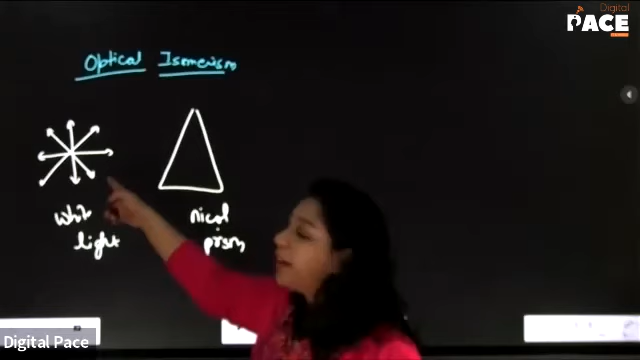 Digital
PACE
Optical Isomerism
white
light
nicol
prism
Digital Pace